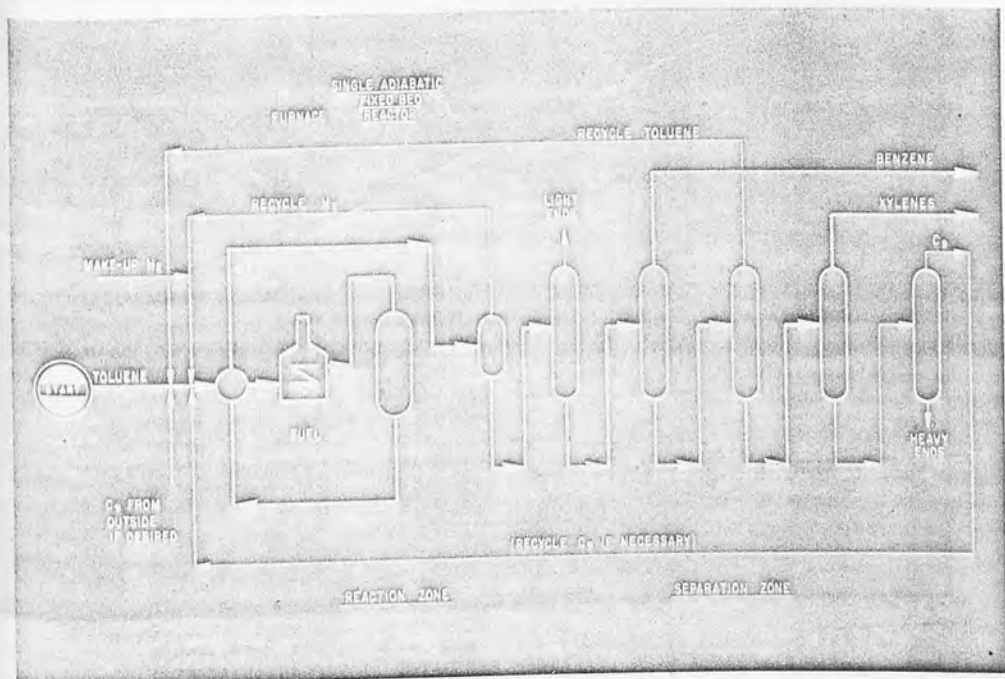 SINGLE ADIABATIC
FIXED BED
REACTOR
FURNACE
RECYCLE TOLUENE
BENZENE
RECYCLE H2
LIGHT
ENDS
XYLENES
C9
MAKE-UP H2
START
TOLUENE
FUEL
HEAVY
ENDS
C9 FROM
OUTSIDE
IF DESIRED
(RECYCLE C9 IF NECESSARY)
REACTION ZONE
SEPARATION ZONE